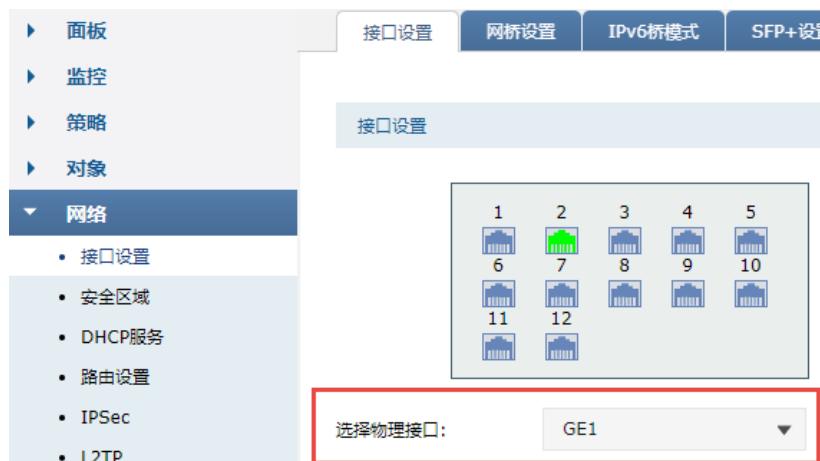 面板
监控
策略
对象
网络
接口设置
安全区域
DHCP服务
路由设置
IPSec
L2TP
接口设置 网桥设置 IPv6桥模式 SFP+设
接口设置
1 2 3 4 5
6 7 8 9 10
11 12
选择物理接口: GE1